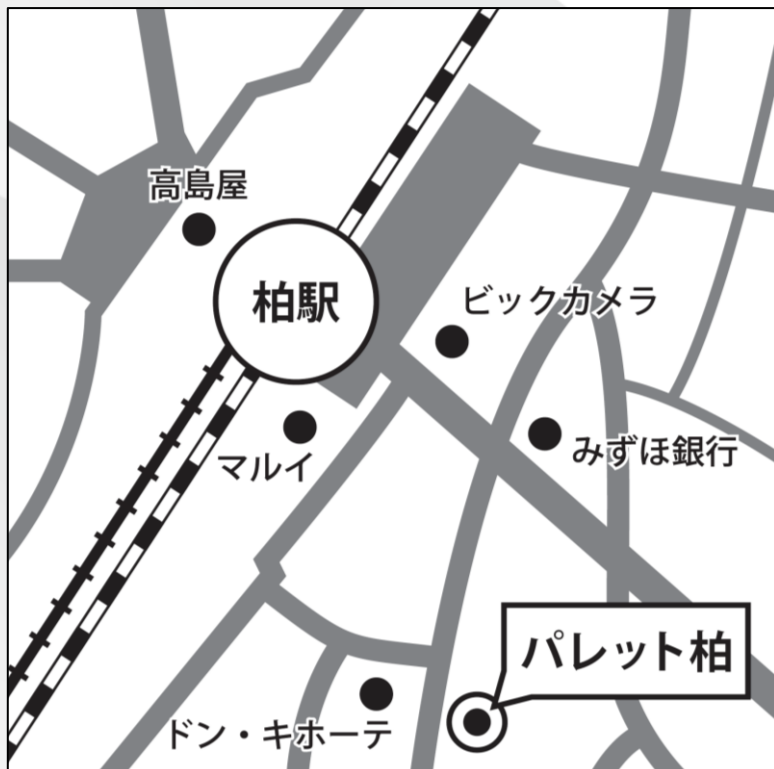 高島屋
柏駅
ビックカメラ
マルイ
みずほ銀行
パレット柏
ドン・キホーテ